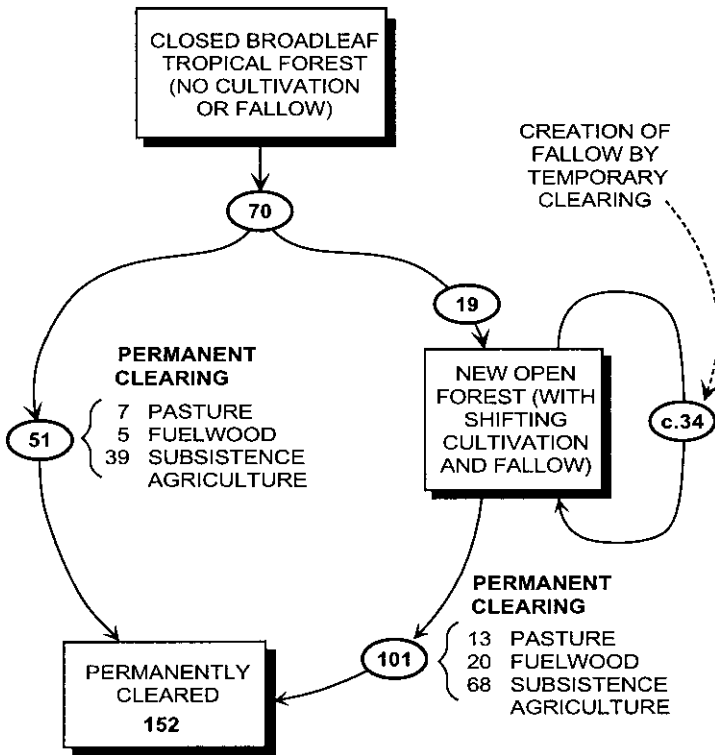 CLOSED BROADLEAF
TROPICAL FOREST
(NO CULTIVATION
OR FALLOW)
CREATION OF
FALLOW BY
TEMPORARY
CLEARING
70
19
PERMANENT
CLEARING
7 PASTURE
5 FUELWOOD
39 SUBSISTENCE
AGRICULTURE
51
NEW OPEN
FOREST (WITH
SHIFTING
CULTIVATION
AND FALLOW)
c.34
PERMANENT
CLEARING
13 PASTURE
20 FUELWOOD
68 SUBSISTENCE
AGRICULTURE
101
PERMANENTLY
CLEARED
152